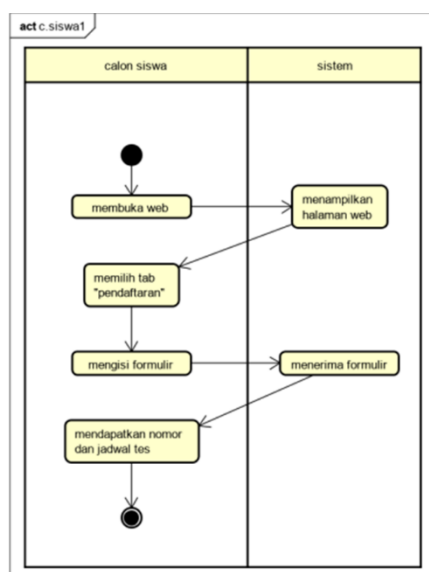 act c.siswa1
calon siswa
sistem
membuka web
menampilkan
halaman web
memilih tab
"pendaftaran"
mengisi formulir
menerima formulir
mendapatkan nomor
dan jadwal tes